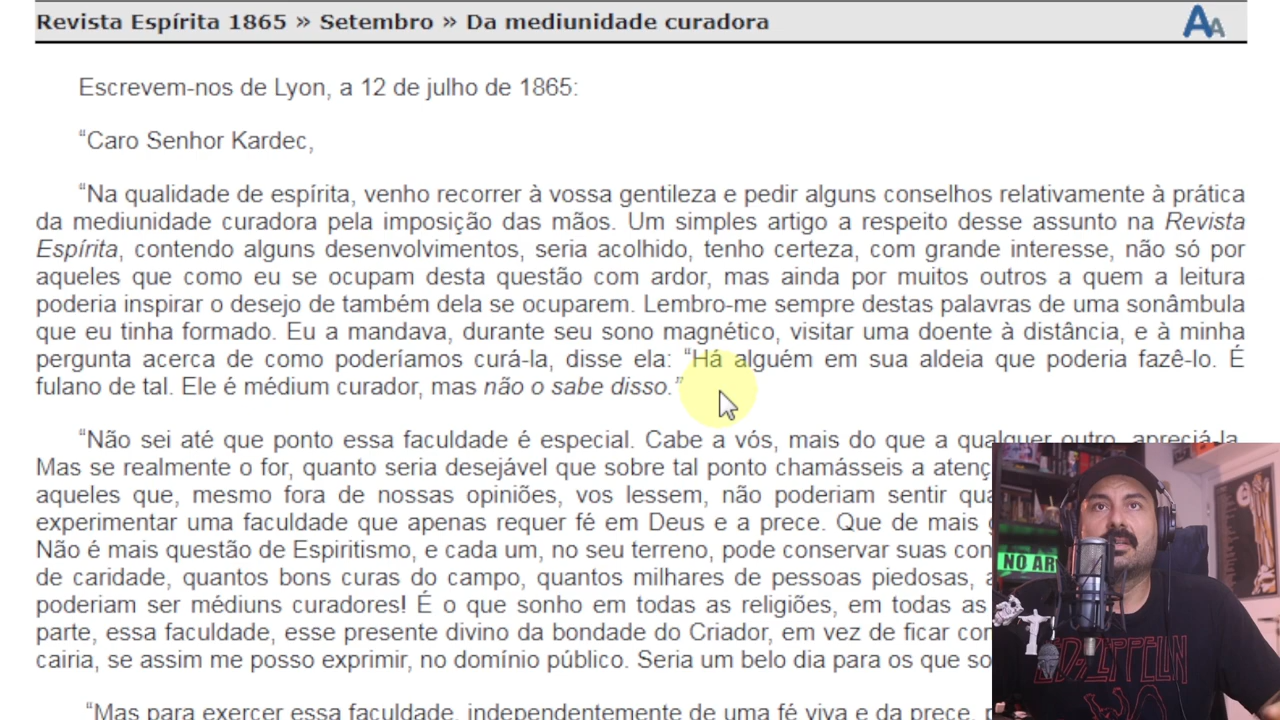 Revista Espírita 1865 » Setembro » Da mediunidade curadora
AA
Escrevem-nos de Lyon, a 12 de julho de 1865:
“Caro Senhor Kardec,
“Na qualidade de espírita, venho recorrer à vossa gentileza e pedir alguns conselhos relativamente à prática
da mediunidade curadora pela imposição das mãos. Um simples artigo a respeito desse assunto na Revista
Espírita, contendo alguns desenvolvimentos, seria acolhido, tenho certeza, com grande interesse, não só por
aqueles que como eu se ocupam desta questão com ardor, mas ainda por muitos outros a quem a leitura
poderia inspirar o desejo de também dela se ocuparem. Lembro-me sempre destas palavras de uma sonâmbula
que eu tinha formado. Eu a mandava, durante seu sono magnético, visitar uma doente à distância, e à minha
pergunta acerca de como poderíamos curá-la, disse ela: “Há alguém em sua aldeia que poderia fazê-lo. É
fulano de tal. Ele é médium curador, mas não o sabe disso.”
“Não sei até que ponto essa faculdade é especial. Cabe a vós, mais do que a qualquer outro, apreciá-la.
Mas se realmente o for, quanto seria desejável que sobre tal ponto chamásseis a
aqueles que, mesmo fora de nossas opiniões, vos lessem, não poderiam sentir
experimentar uma faculdade que apenas requer fé em Deus e a prece. Que de mais
Não é mais questão de Espiritismo, e cada um, no seu terreno, pode conservar suas
de caridade, quantos bons curas do campo, quantos milhares de pessoas piedosas,
poderiam ser médiuns curadores! É o que sonho em todas as religiões, em todas as
parte, essa faculdade, esse presente divino da bondade do Criador, em vez de ficar
cairia, se assim me posso exprimir, no domínio público. Seria um belo dia para os que
“Mas para exercer essa faculdade, independentemente de uma fé viva e da prece,
NO AR
LED ZEPPELIN